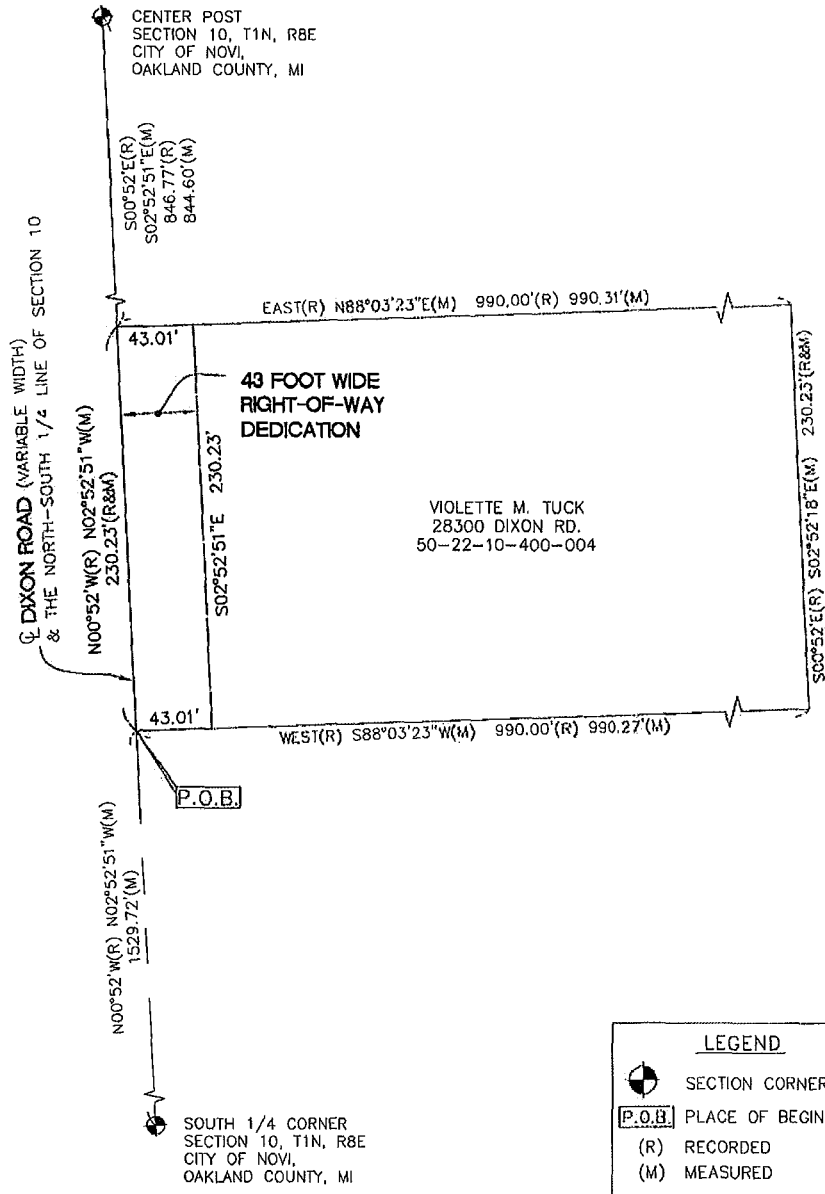 CENTER POST
SECTION 10, T1N, R8E
CITY OF NOVI,
OAKLAND COUNTY, MI
S00°52'E(R)
S02°52'51"E(M)
846.77'(R)
844.60'(M)
℄ DIXON ROAD (VARIABLE WIDTH)
& THE NORTH-SOUTH 1/4 LINE OF SECTION 10
EAST(R) N88°03'23"E(M) 990.00'(R) 990.31'(M)
43.01'
43 FOOT WIDE
RIGHT-OF-WAY
DEDICATION
N00°52'W(R) N02°52'51"W(M)
230.23'(R&M)
S02°52'51"E 230.23'
VIOLETTE M. TUCK
28300 DIXON RD.
50-22-10-400-004
S00°52'E(R) S02°52'18"E(M) 230.23'(R&M)
43.01'
WEST(R) S88°03'23"W(M) 990.00'(R) 990.27'(M)
P.O.B.
N00°52'W(R) N02°52'51"W(M)
1529.72'(M)
SOUTH 1/4 CORNER
SECTION 10, T1N, R8E
CITY OF NOVI,
OAKLAND COUNTY, MI
LEGEND
SECTION CORNER
P.O.B. PLACE OF BEGIN
(R) RECORDED
(M) MEASURED